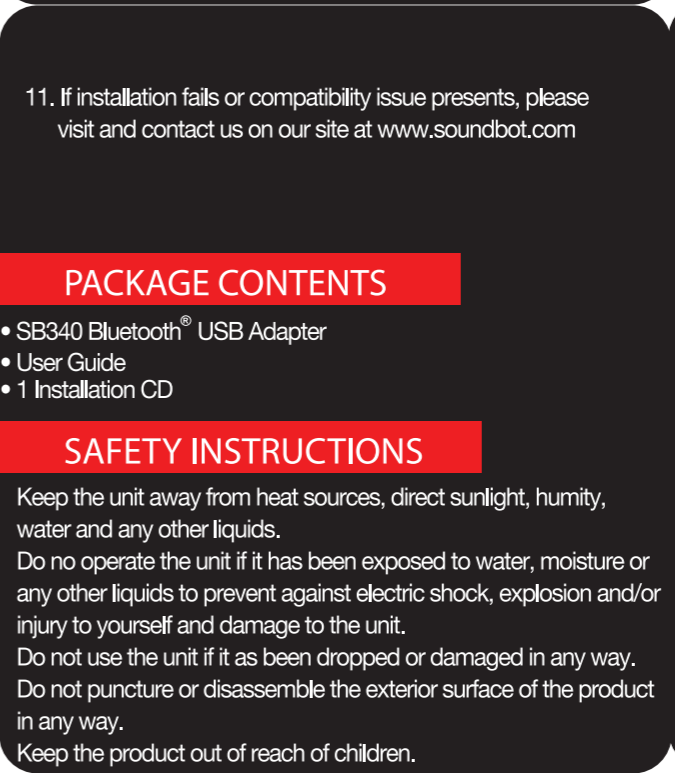 11. If installation fails or compatibility issue presents, please
visit and contact us on our site at www.soundbot.com
PACKAGE CONTENTS
• SB340 Bluetooth® USB Adapter
• User Guide
• 1 Installation CD
SAFETY INSTRUCTIONS
Keep the unit away from heat sources, direct sunlight, humity,
water and any other liquids.
Do no operate the unit if it has been exposed to water, moisture or
any other liquids to prevent against electric shock, explosion and/or
injury to yourself and damage to the unit.
Do not use the unit if it as been dropped or damaged in any way.
Do not puncture or disassemble the exterior surface of the product
in any way.
Keep the product out of reach of children.